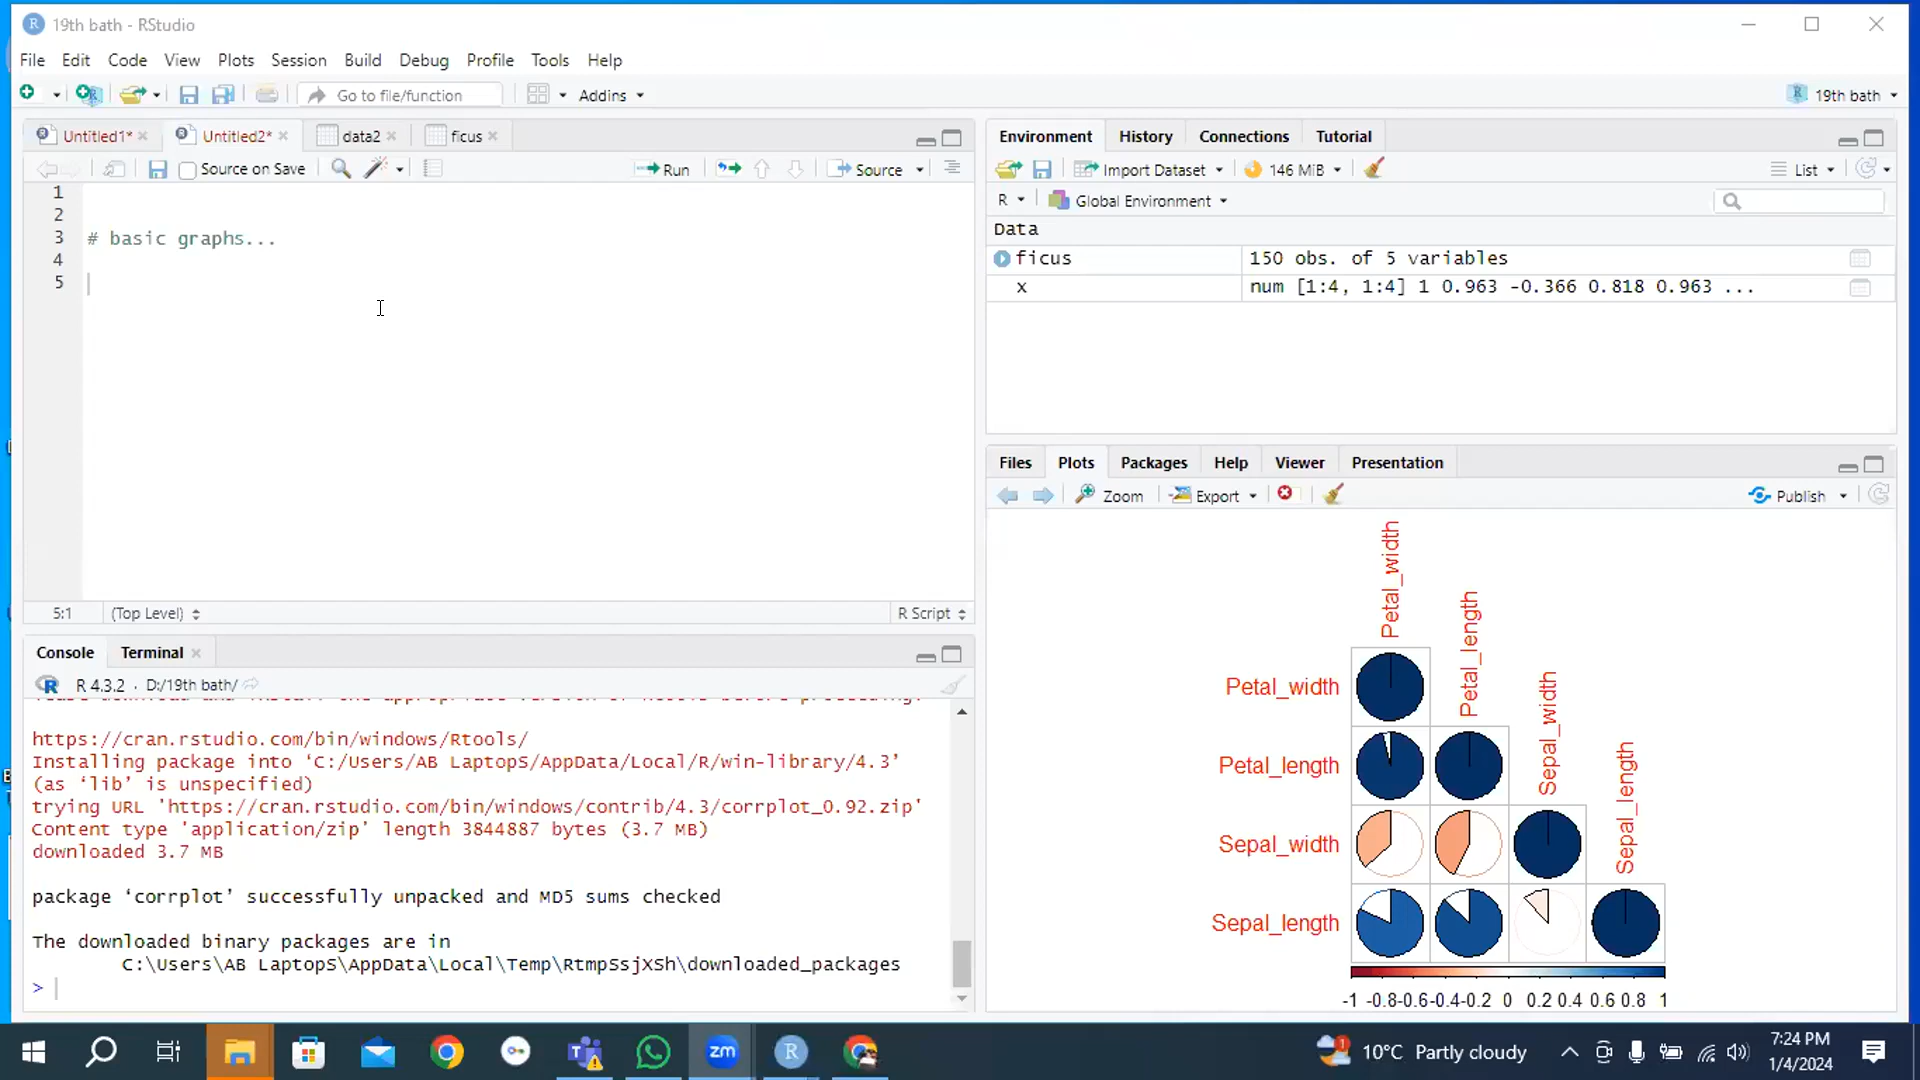 19th bath - RStudio
File Edit Code View Plots Session Build Debug Profile Tools Help
Go to file/function Addins 19th bath
Untitled1* Untitled2* data2 ficus
Source on Save Run Source
1
2
3 # basic graphs...
4
5
5:1 (Top Level) R Script
Console Terminal
R 4.3.2 · D:/19th bath/
https://cran.rstudio.com/bin/windows/Rtools/
Installing package into ‘C:/Users/AB LaptopS/AppData/Local/R/win-library/4.3’
(as ‘lib’ is unspecified)
trying URL 'https://cran.rstudio.com/bin/windows/contrib/4.3/corrplot_0.92.zip'
Content type 'application/zip' length 3844887 bytes (3.7 MB)
downloaded 3.7 MB
package ‘corrplot’ successfully unpacked and MD5 sums checked
The downloaded binary packages are in
C:\Users\AB LaptopS\AppData\Local\Temp\RtmpSsjXSh\downloaded_packages
>
Environment History Connections Tutorial
Import Dataset 146 MiB List
R Global Environment
Data
ficus 150 obs. of 5 variables
x num [1:4, 1:4] 1 0.963 -0.366 0.818 0.963 ...
Files Plots Packages Help Viewer Presentation
Zoom Export Publish
Petal_width
Petal_length
Sepal_width
Sepal_length
Petal_width
Petal_length
Sepal_width
Sepal_length
-1 -0.8 -0.6 -0.4 -0.2 0 0.2 0.4 0.6 0.8 1
zm
R
10°C Partly cloudy
7:24 PM
1/4/2024